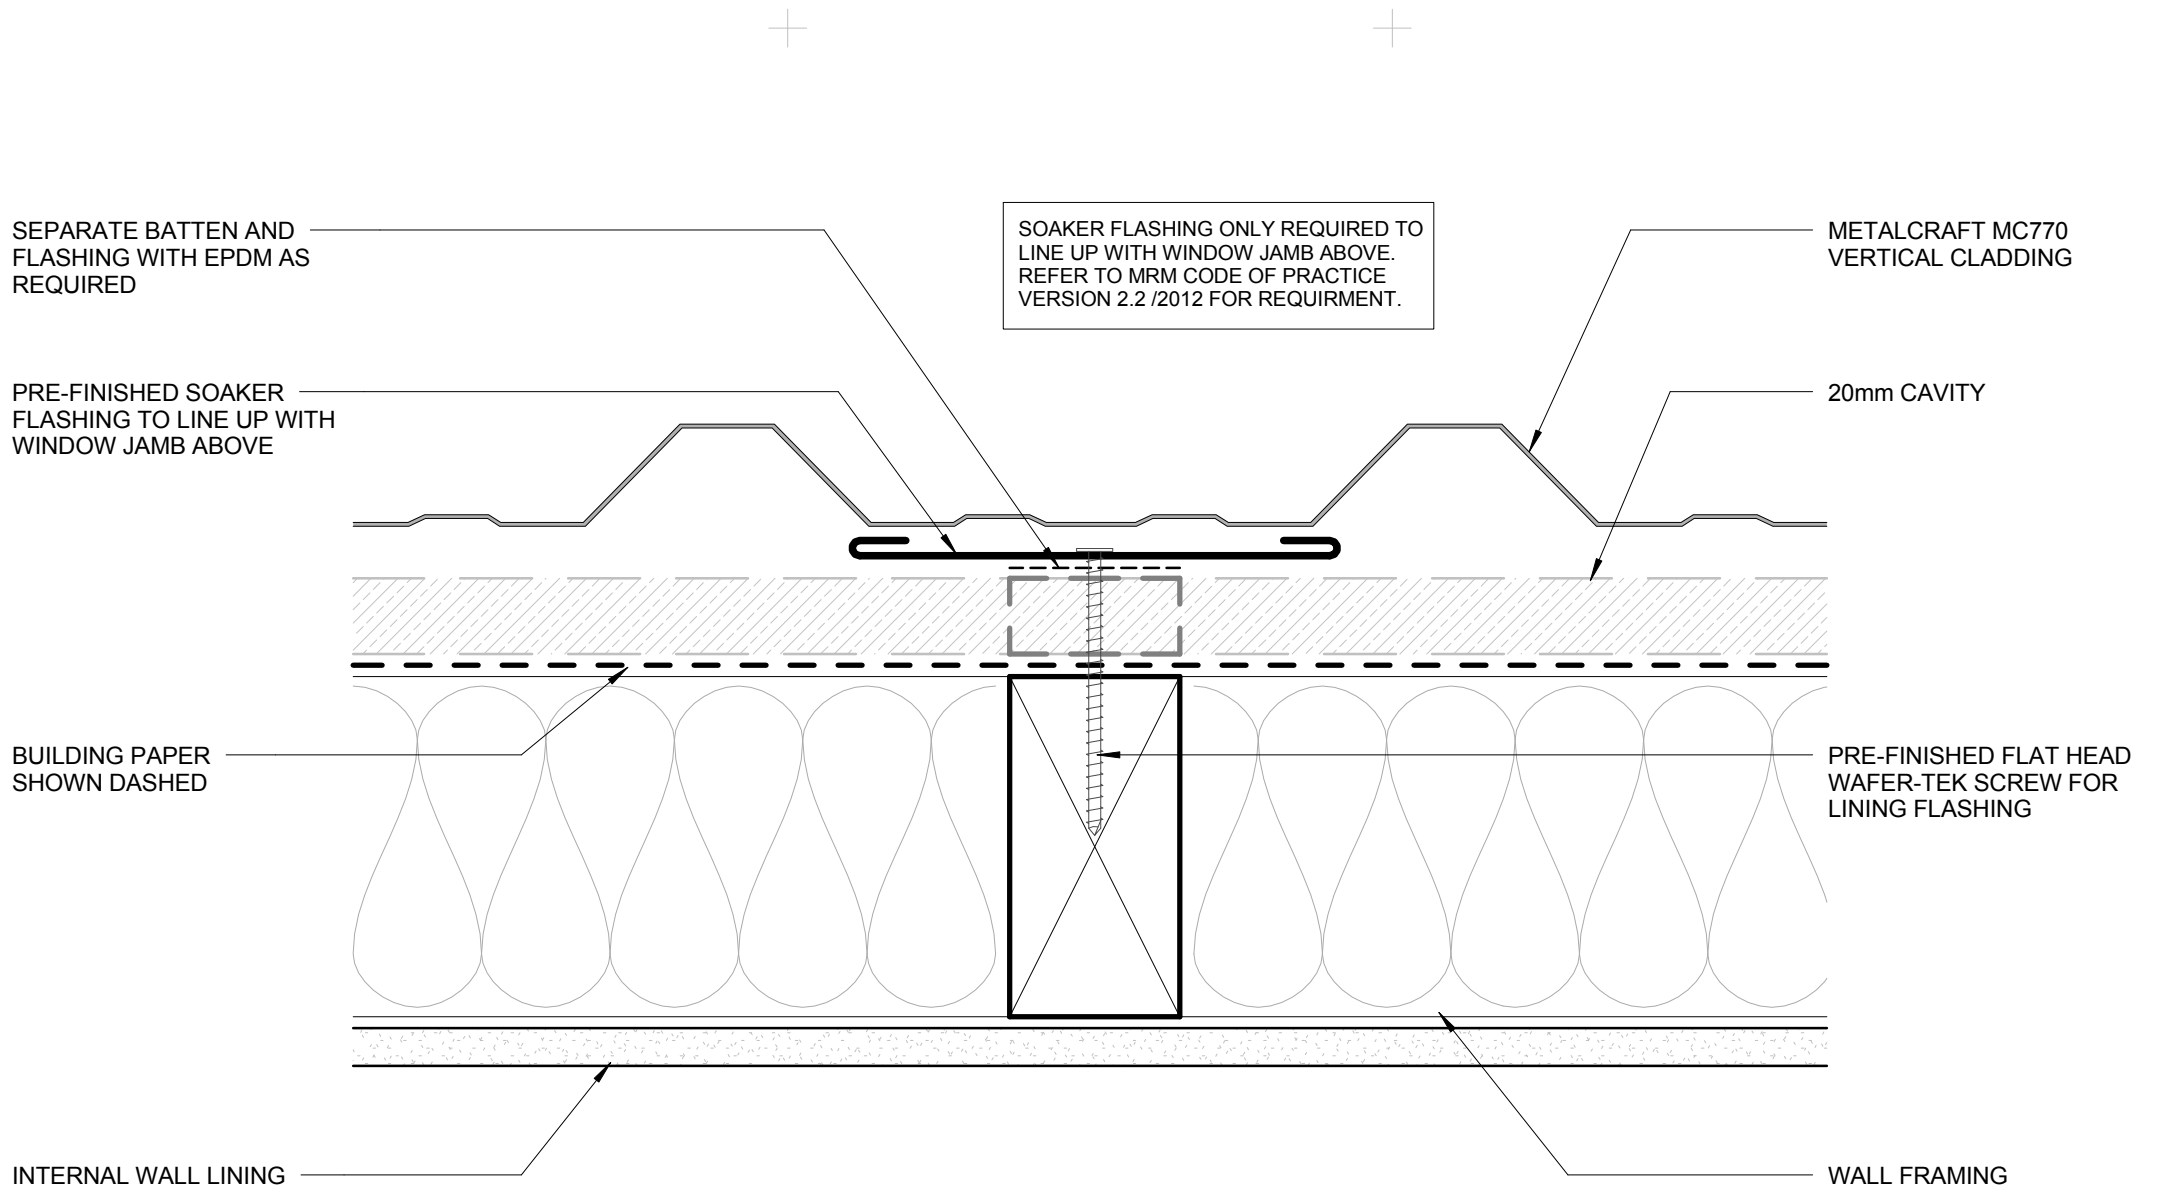 SEPARATE BATTEN AND
FLASHING WITH EPDM AS
REQUIRED
SOAKER FLASHING ONLY REQUIRED TO
LINE UP WITH WINDOW JAMB ABOVE.
REFER TO MRM CODE OF PRACTICE
VERSION 2.2 /2012 FOR REQUIRMENT.
METALCRAFT MC770
VERTICAL CLADDING
PRE-FINISHED SOAKER
FLASHING TO LINE UP WITH
WINDOW JAMB ABOVE
20mm CAVITY
BUILDING PAPER
SHOWN DASHED
PRE-FINISHED FLAT HEAD
WAFER-TEK SCREW FOR
LINING FLASHING
INTERNAL WALL LINING
WALL FRAMING